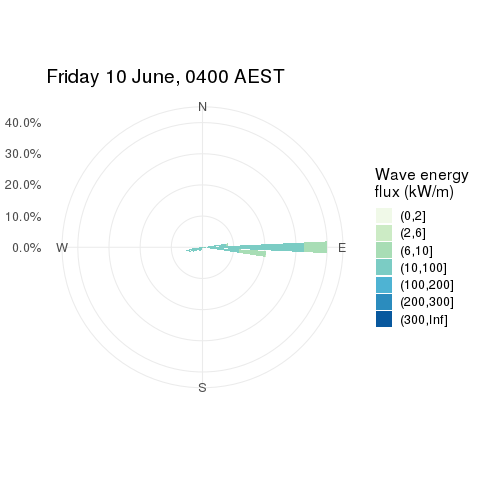 Friday 10 June, 0400 AEST
N
40.0%
30.0%
20.0%
10.0%
0.0%
W
E
S
Wave energy
flux (kW/m)
(0,2]
(2,6]
(6,10]
(10,100]
(100,200]
(200,300]
(300,Inf]